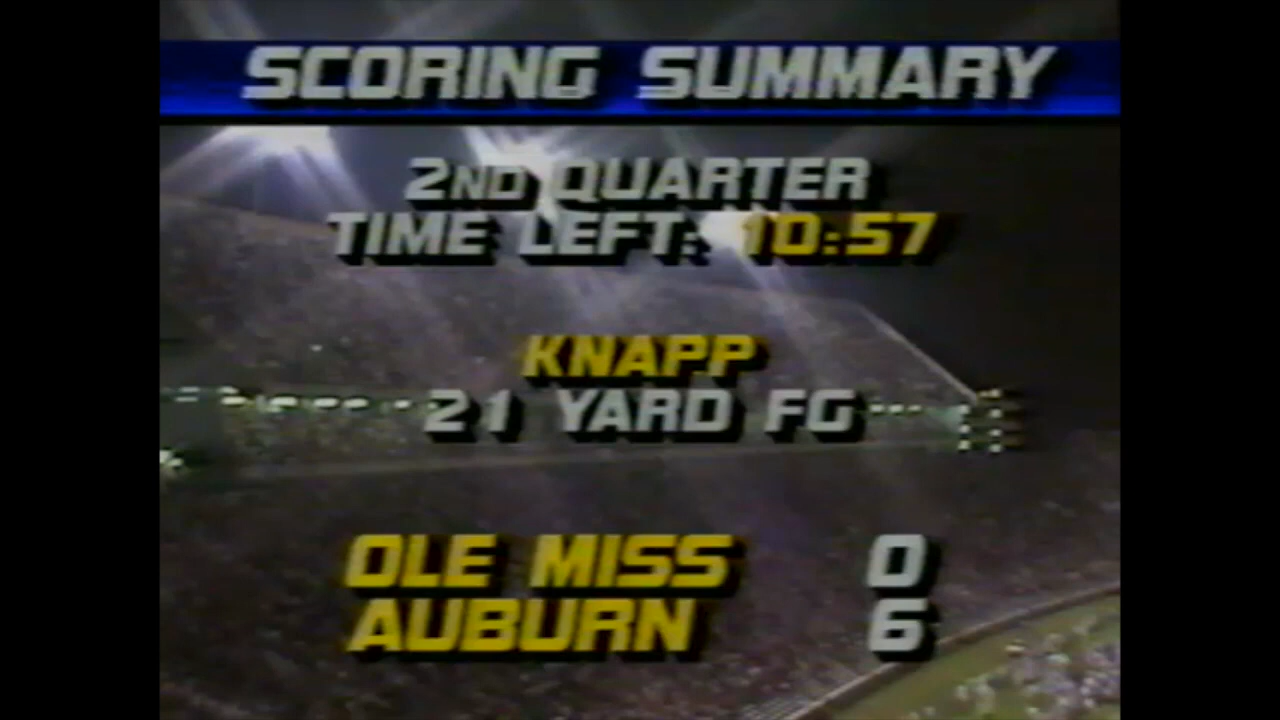 SCORING SUMMARY
2ND QUARTER
TIME LEFT: 10:57
KNAPP
21 YARD FG
OLE MISS 0
AUBURN 6